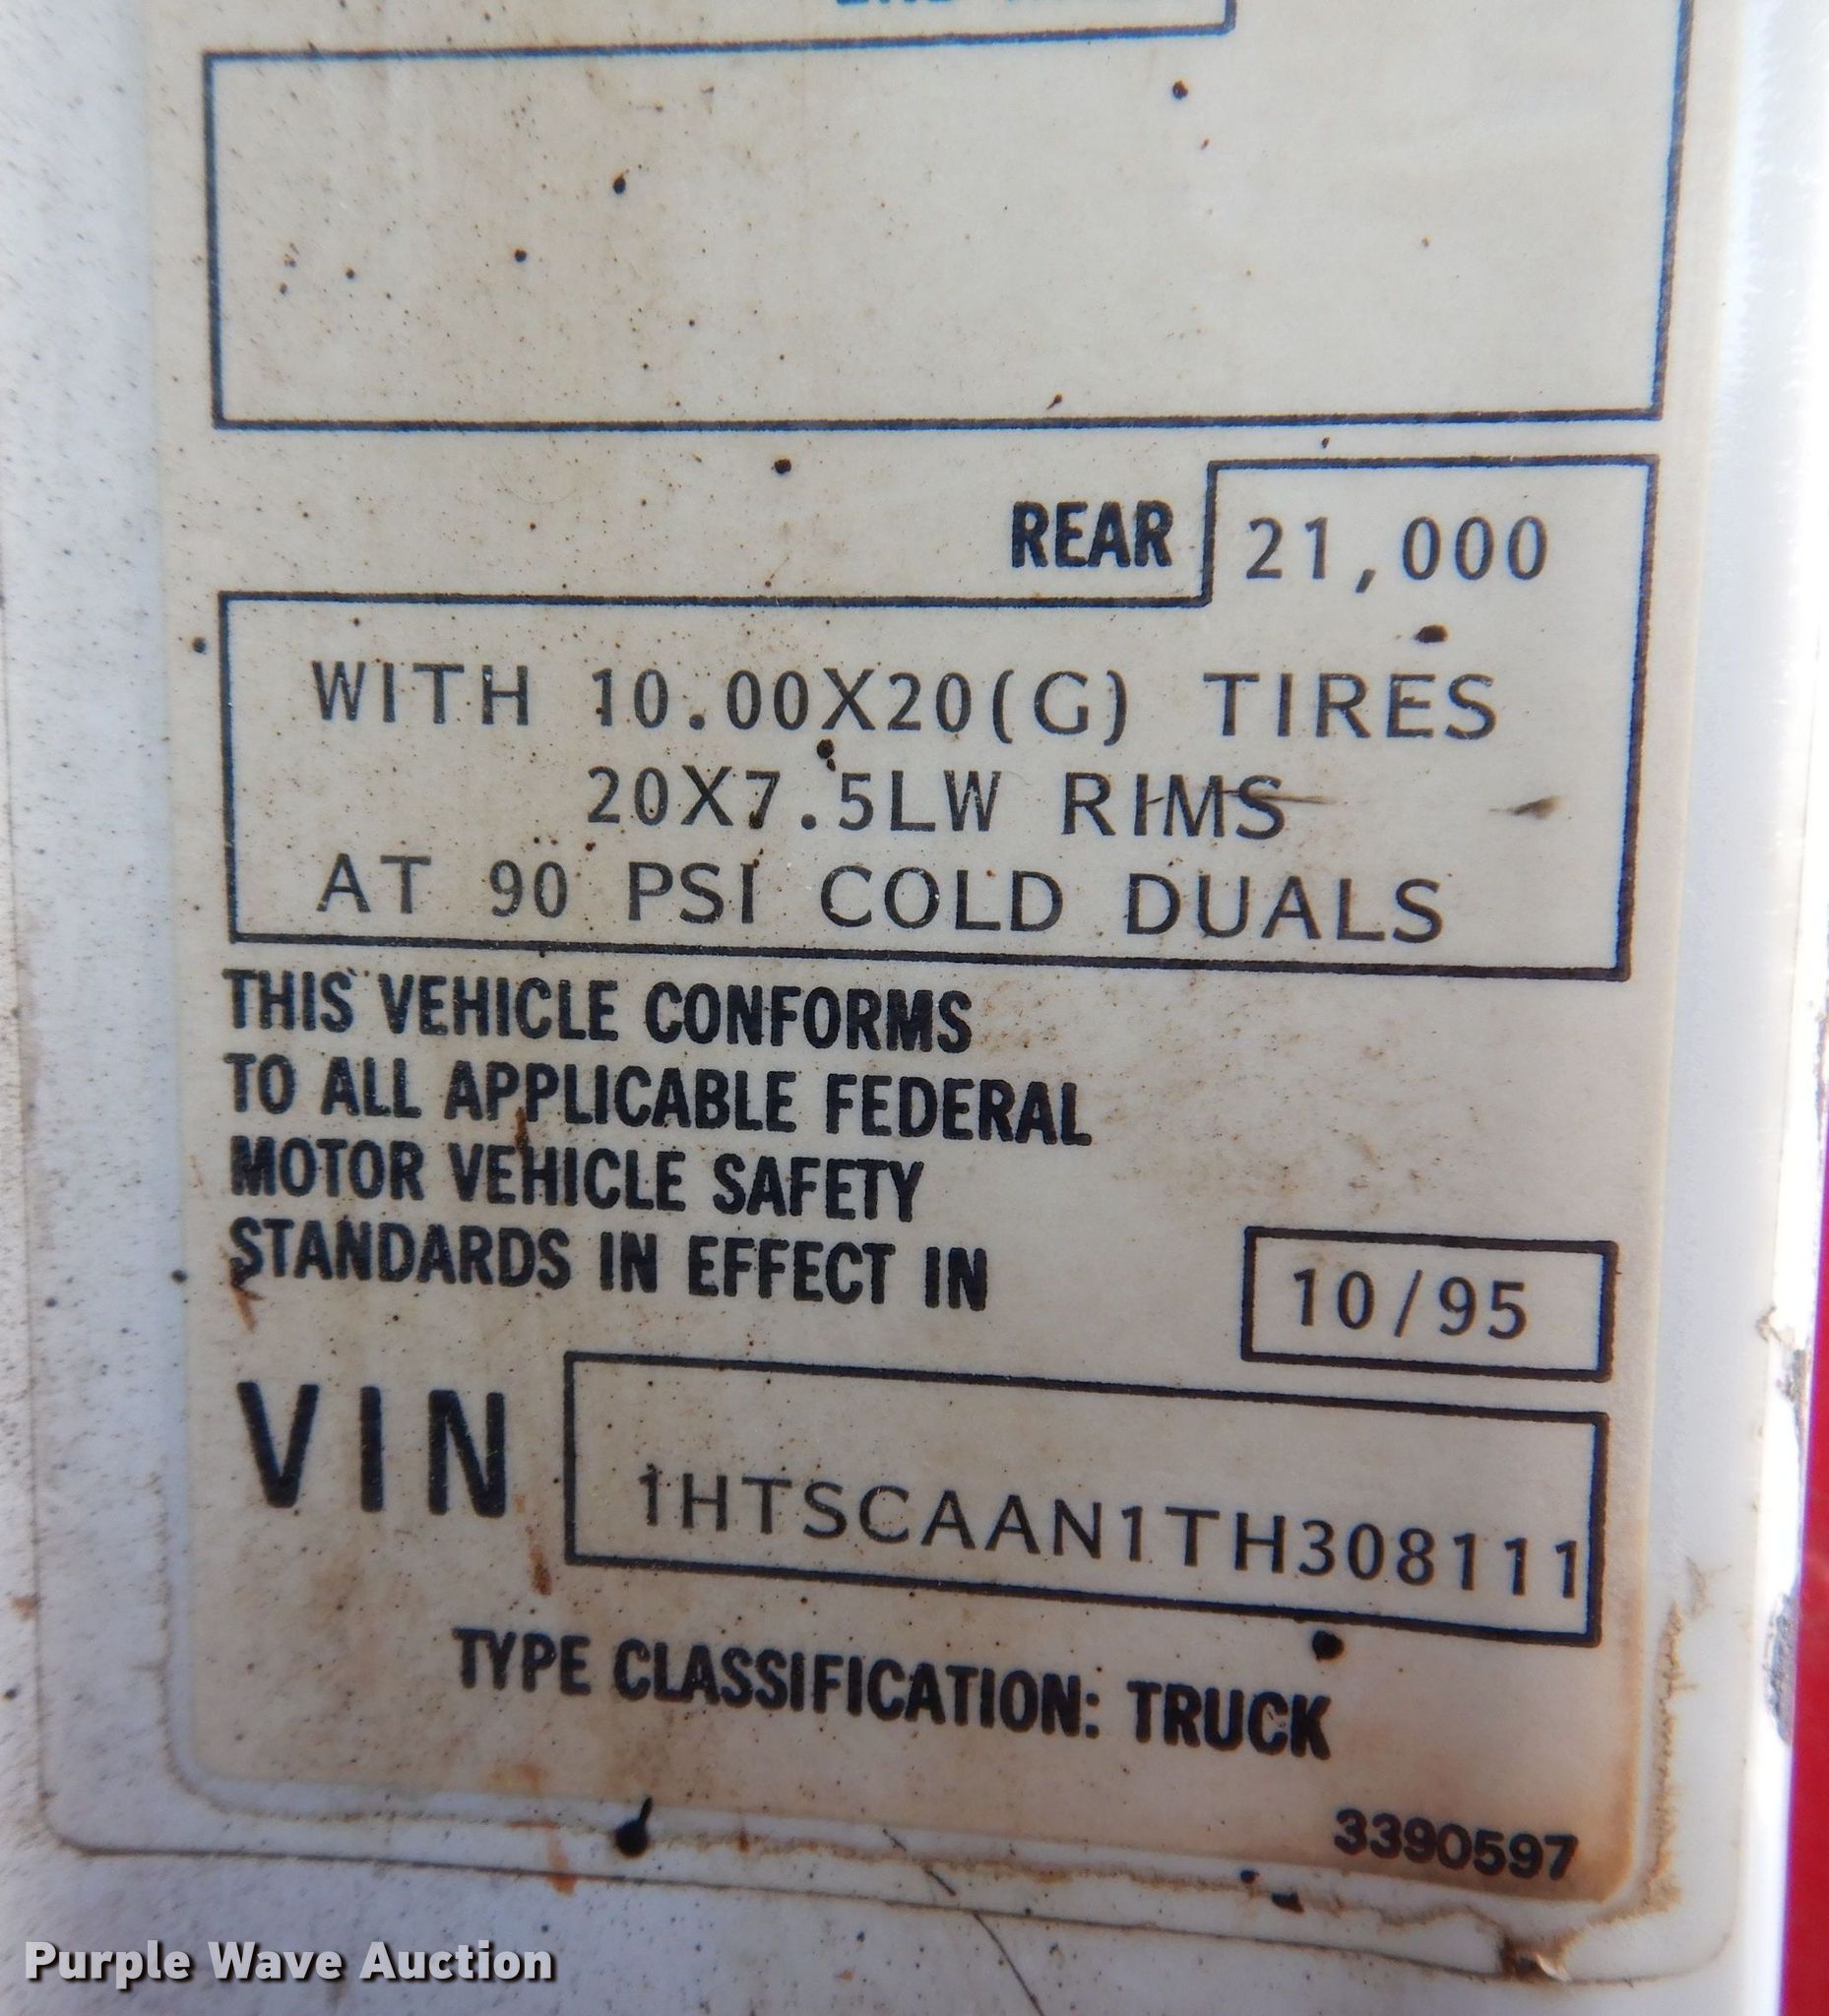 REAR 21,000
WITH 10.00X20(G) TIRES
20X7.5LW RIMS
AT 90 PSI COLD DUALS
THIS VEHICLE CONFORMS
TO ALL APPLICABLE FEDERAL
MOTOR VEHICLE SAFETY
STANDARDS IN EFFECT IN 10/95
VIN 1HTSCAAN1TH308111
TYPE CLASSIFICATION: TRUCK
3390597
Purple Wave Auction